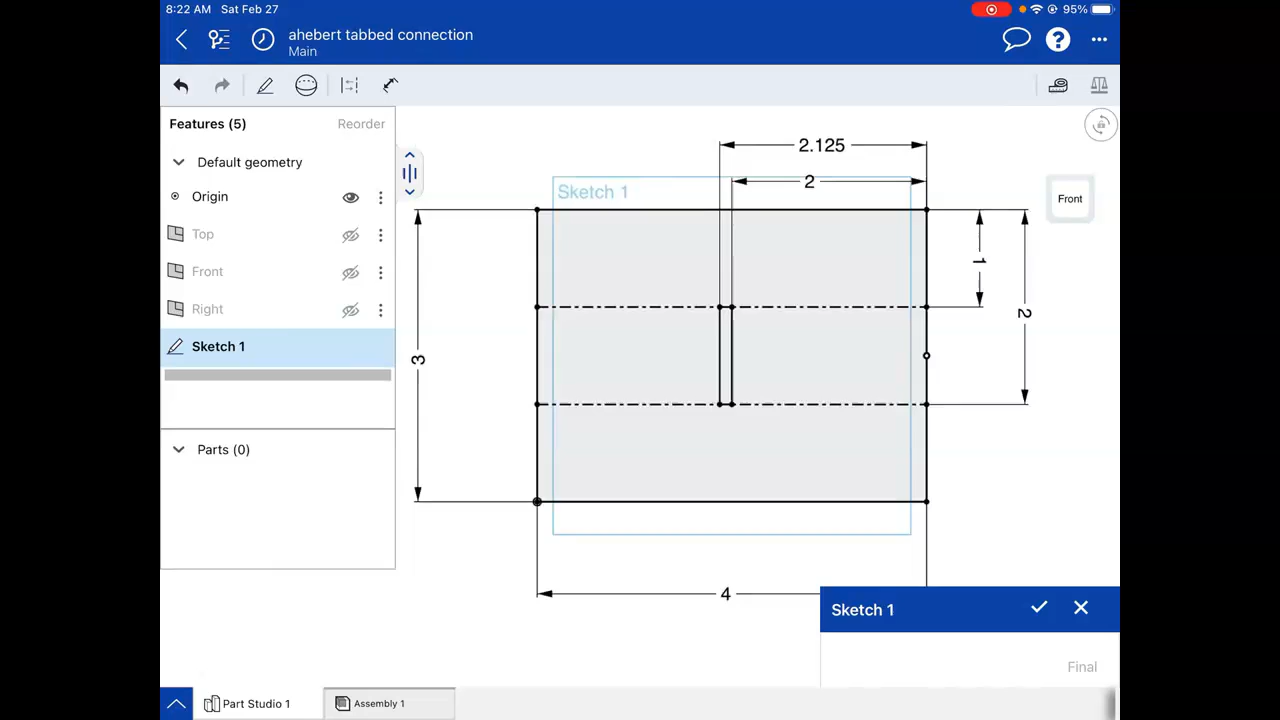 8:22 AM Sat Feb 27
95%
ahebert tabbed connection
Main
Features (5)
Reorder
Default geometry
Origin
Top
Front
Right
Sketch 1
Parts (0)
2.125
2
Sketch 1
Front
1
2
3
4
Sketch 1
Final
Part Studio 1
Assembly 1